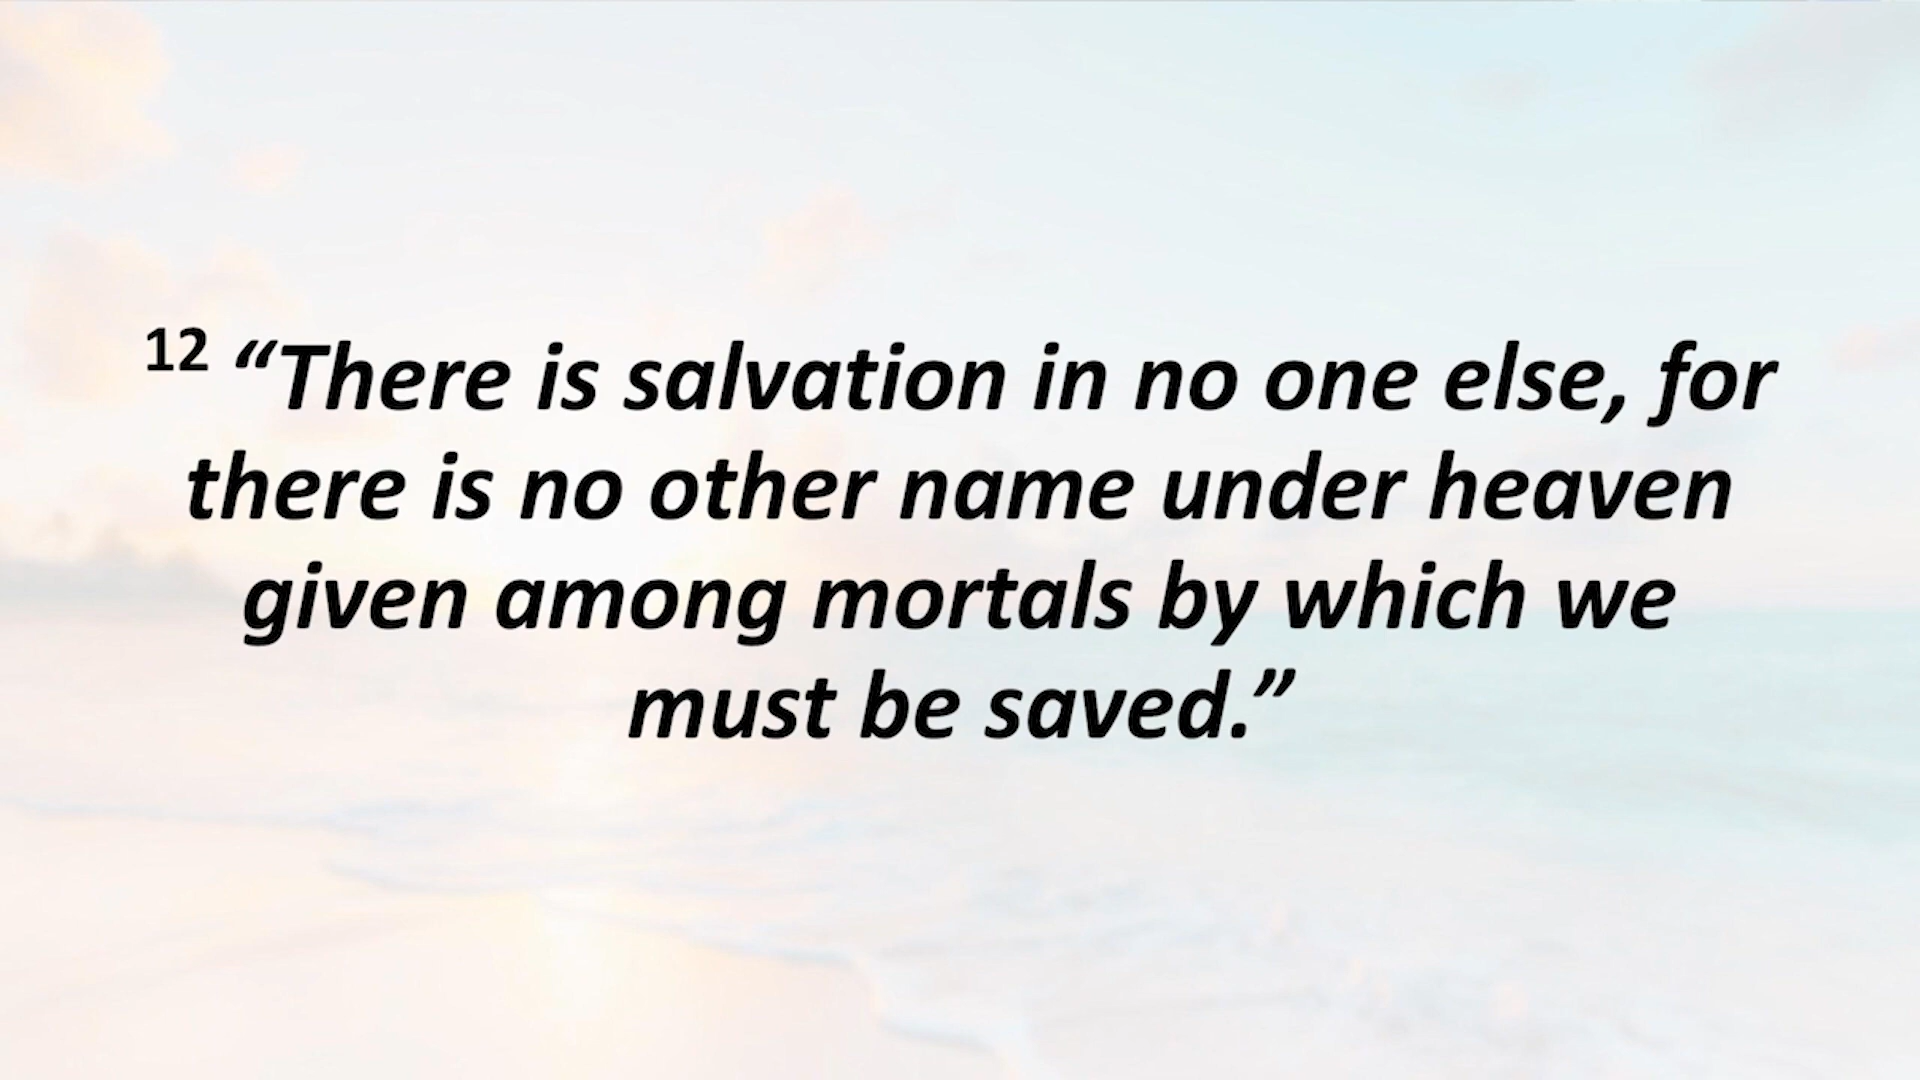 12 “There is salvation in no one else, for
there is no other name under heaven
given among mortals by which we
must be saved.”